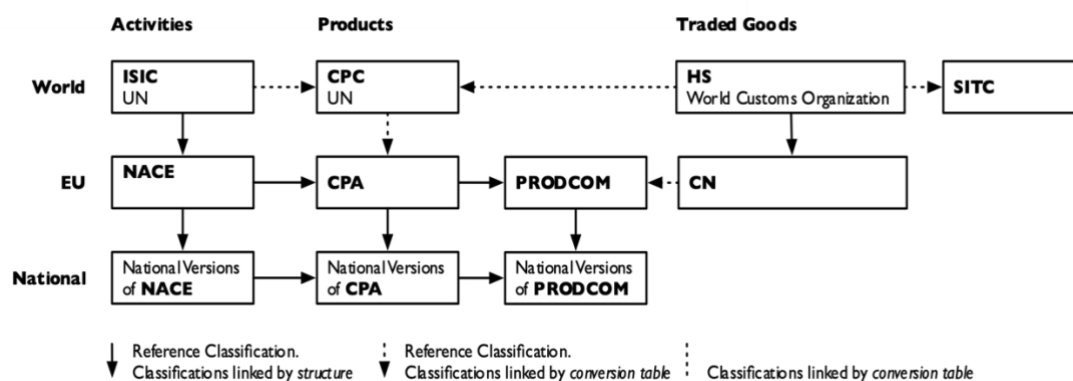 Activities Products Traded Goods
World
ISIC
UN
CPC
UN
HS
World Customs Organization
SITC
EU
NACE
CPA
PRODCOM
CN
National
National Versions
of NACE
National Versions
of CPA
National Versions
of PRODCOM
Reference Classification.
Classifications linked by structure
Reference Classification.
Classifications linked by conversion table
Classifications linked by conversion table